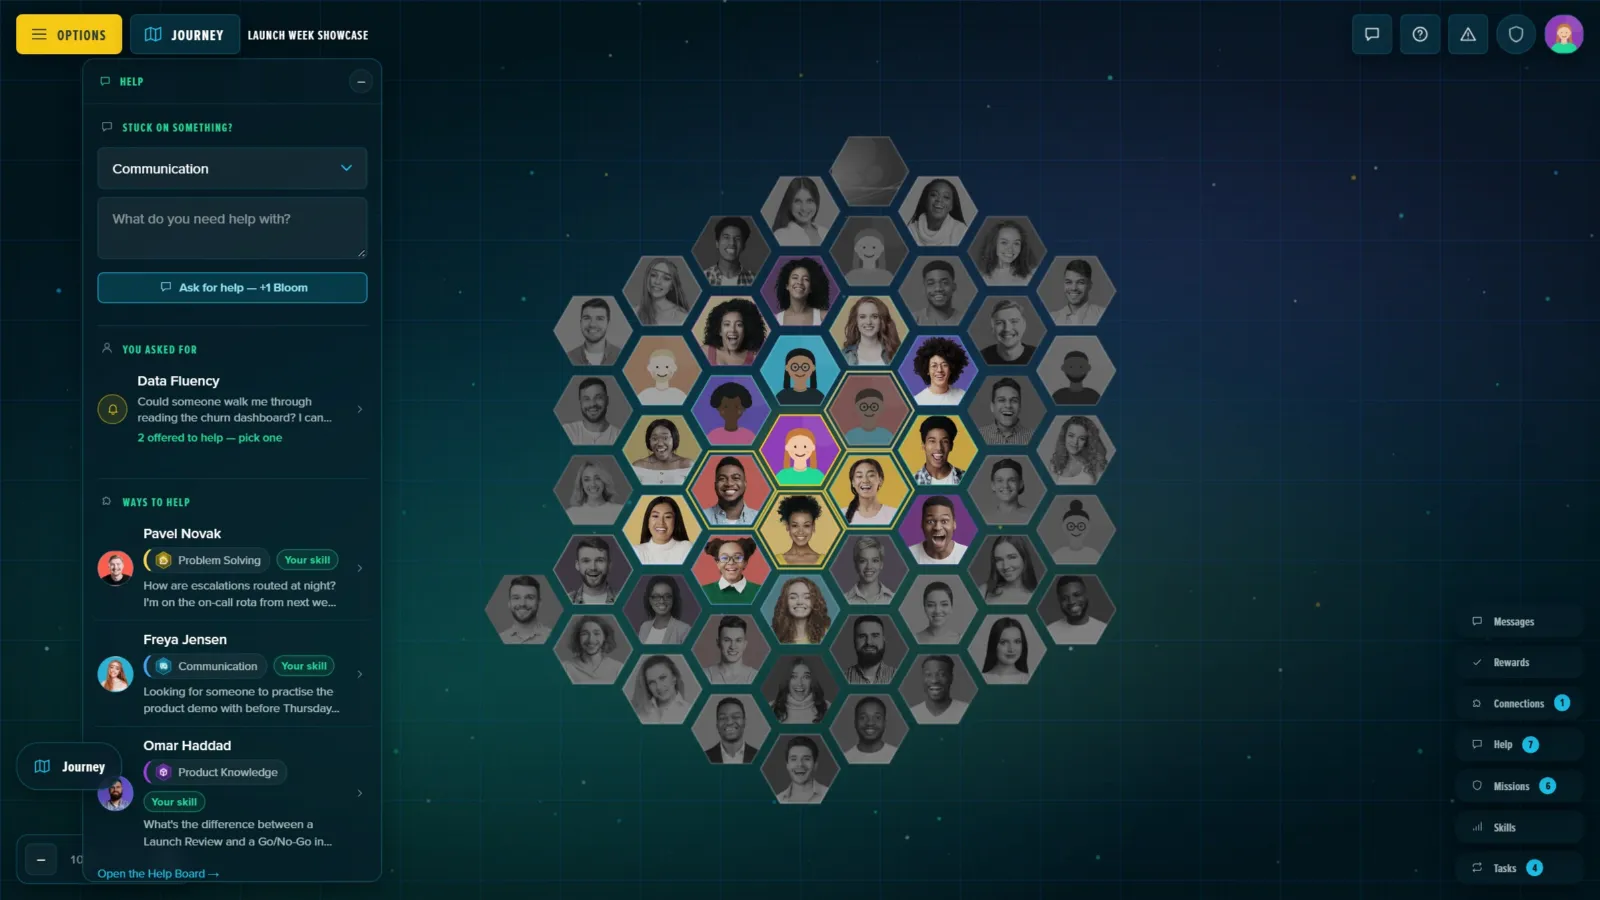 OPTIONS
JOURNEY
LAUNCH WEEK SHOWCASE
HELP
STUCK ON SOMETHING?
Communication
What do you need help with?
Ask for help — +1 Bloom
YOU ASKED FOR
Data Fluency
Could someone walk me through
reading the churn dashboard? I can...
2 offered to help — pick one
WAYS TO HELP
Pavel Novak
Problem Solving
Your skill
How are escalations routed at night?
I'm on the on-call rota from next we...
Freya Jensen
Communication
Your skill
Looking for someone to practise the
product demo with before Thursday...
Omar Haddad
Product Knowledge
Your skill
What's the difference between a
Launch Review and a Go/No-Go in...
Open the Help Board →
Journey
10
Messages
Rewards
Connections 1
Help 7
Missions 6
Skills
Tasks 4